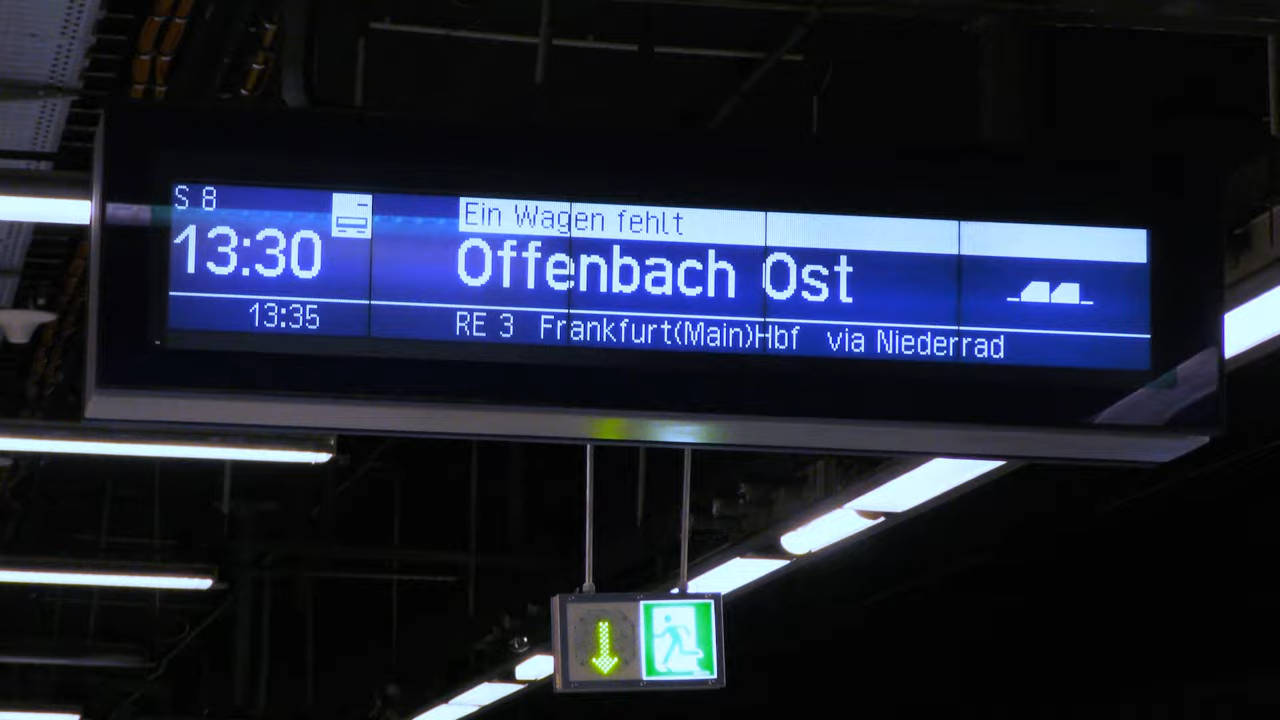 S 8
Ein Wagen fehlt
13:30 Offenbach Ost
13:35 RE 3 Frankfurt(Main)Hbf via Niederrad